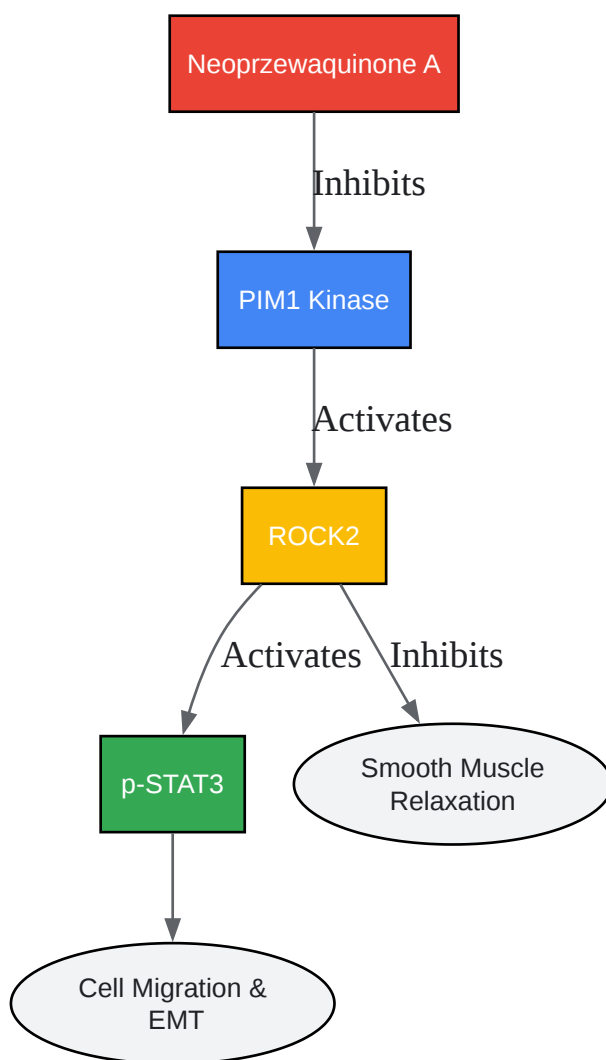 Neoprzewaquinone A
Inhibits
PIM1 Kinase
Activates
ROCK2
Activates
Inhibits
p-STAT3
Smooth Muscle
Relaxation
Cell Migration &
EMT